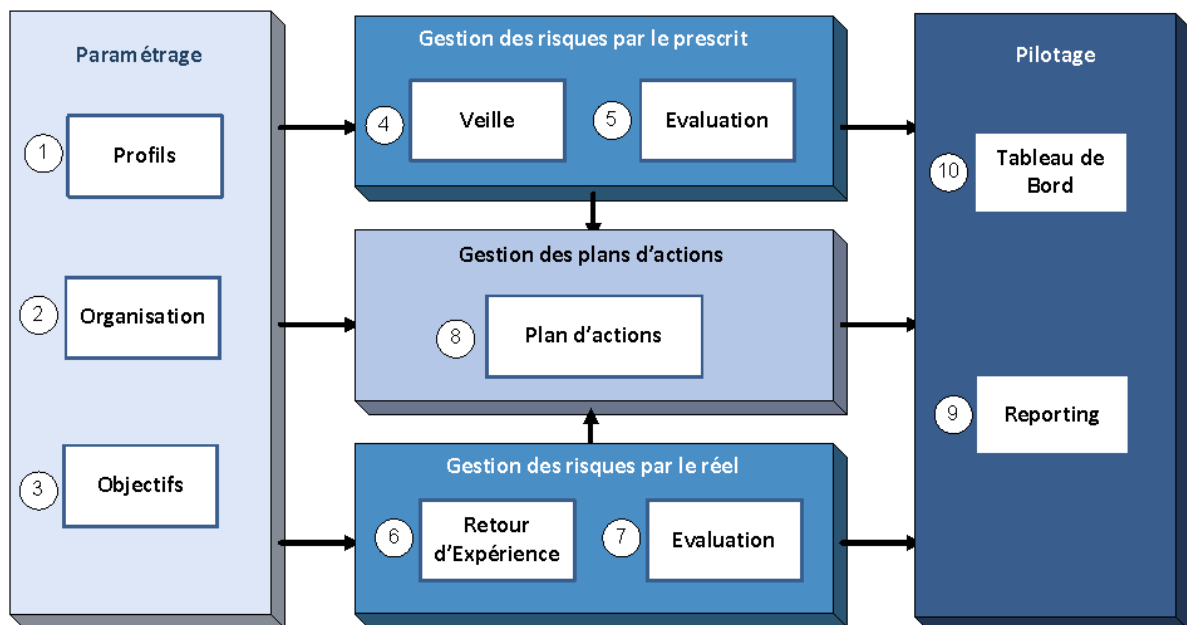 Paramétrage
1
Profils
2
Organisation
3
Objectifs
Gestion des risques par le prescrit
4
Veille
5
Evaluation
Gestion des plans d'actions
8
Plan d'actions
Gestion des risques par le réel
6
Retour
d'Expérience
7
Evaluation
Pilotage
10
Tableau de
Bord
9
Reporting